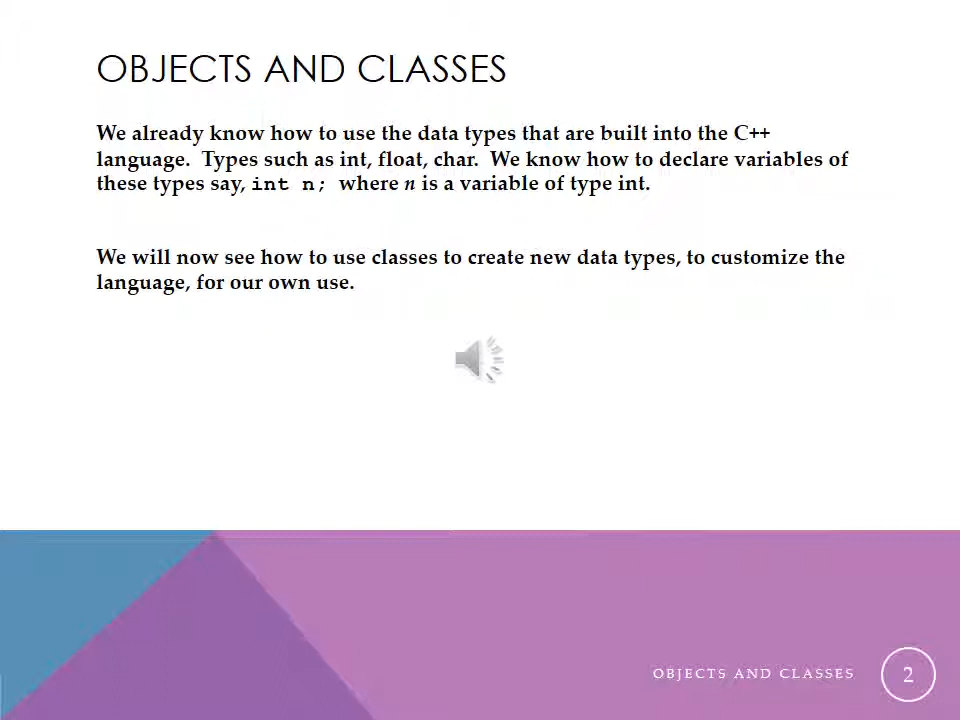 OBJECTS AND CLASSES
We already know how to use the data types that are built into the C++
language.  Types such as int, float, char.  We know how to declare variables of
these types say, int n;  where n is a variable of type int.
We will now see how to use classes to create new data types, to customize the
language, for our own use.
OBJECTS AND CLASSES
2